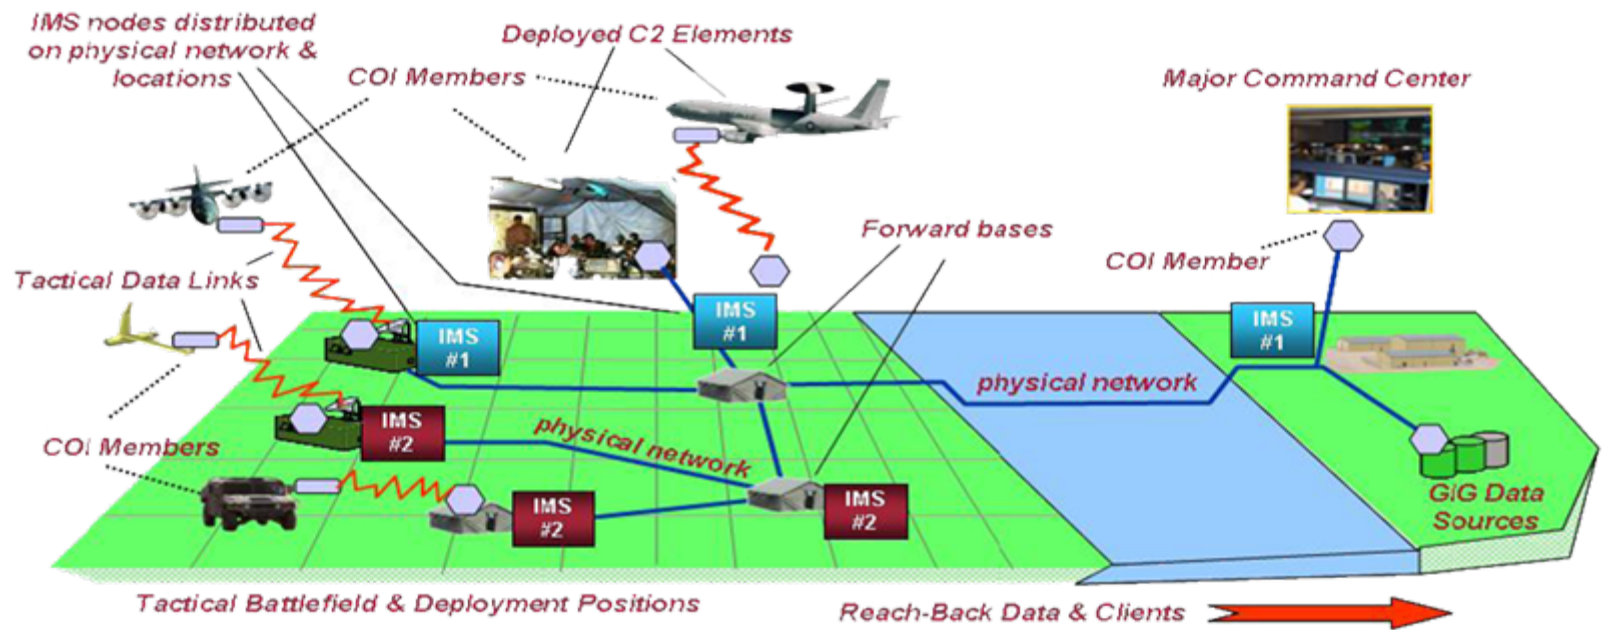 IMS nodes distributed
on physical network &
locations
COI Members
Deployed C2 Elements
Major Command Center
Forward bases
COI Member
Tactical Data Links
IMS
#1
IMS
#1
IMS
#1
physical network
IMS
#2
physical network
COI Members
IMS
#2
IMS
#2
GIG Data
Sources
Tactical Battlefield & Deployment Positions
Reach-Back Data & Clients